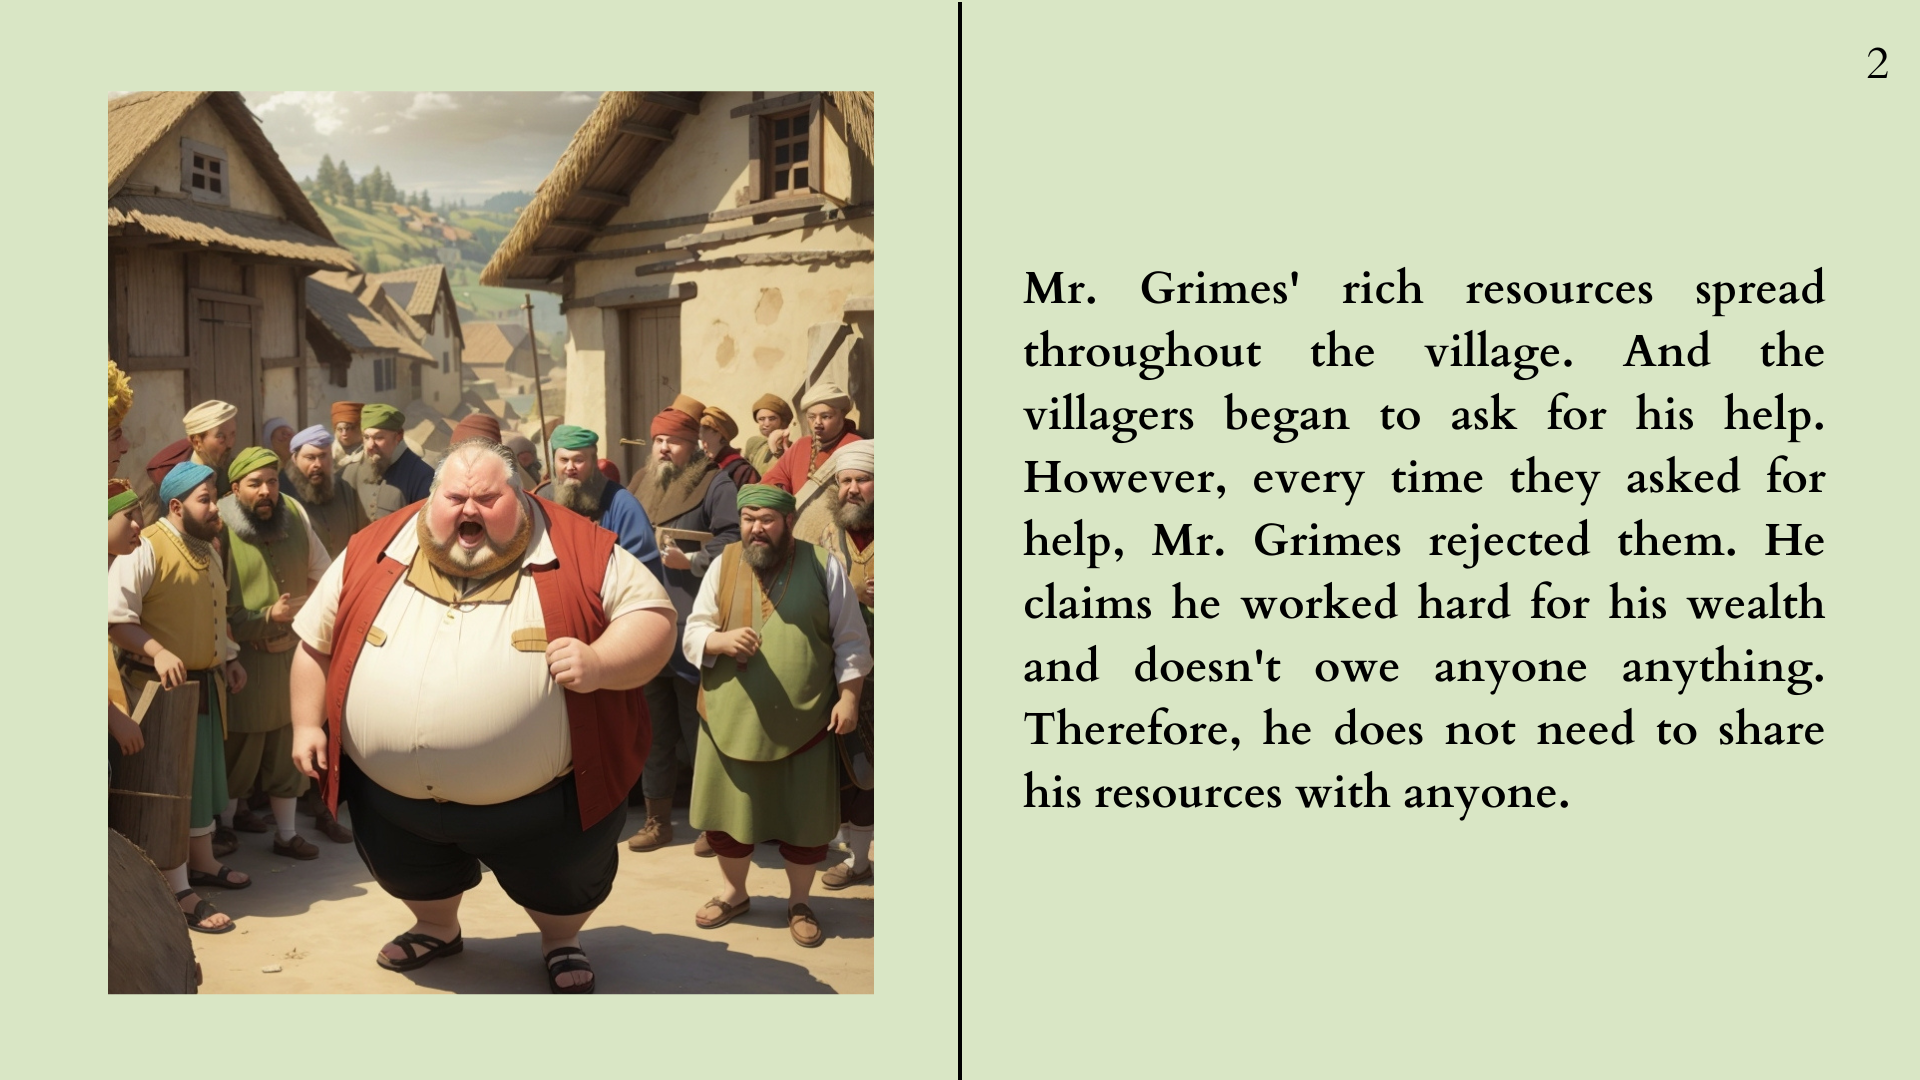 2
Mr. Grimes' rich resources spread
throughout the village. And the
villagers began to ask for his help.
However, every time they asked for
help, Mr. Grimes rejected them. He
claims he worked hard for his wealth
and doesn't owe anyone anything.
Therefore, he does not need to share
his resources with anyone.